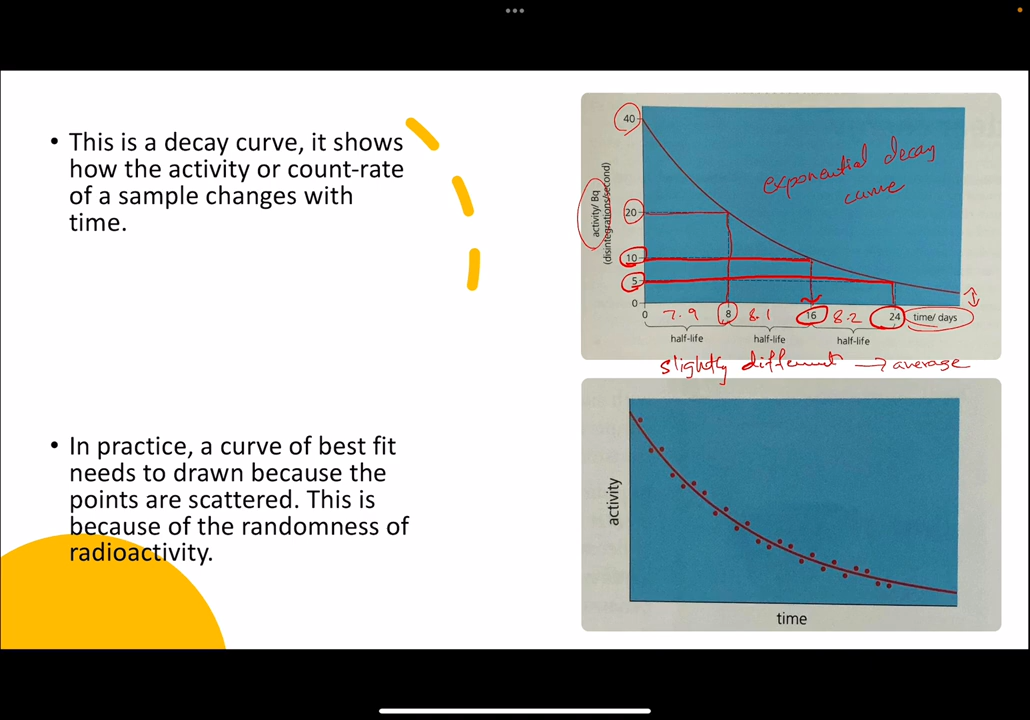 • This is a decay curve, it shows
how the activity or count-rate
of a sample changes with
time.
• In practice, a curve of best fit
needs to drawn because the
points are scattered. This is
because of the randomness of
radioactivity.
40
20
10
5
0
activity/ Bq
(disintegrations/second)
exponential decay
curve
0 7.9 8 8.1 16 8.2 24 time/ days
half-life half-life half-life
slightly different → average
activity
time